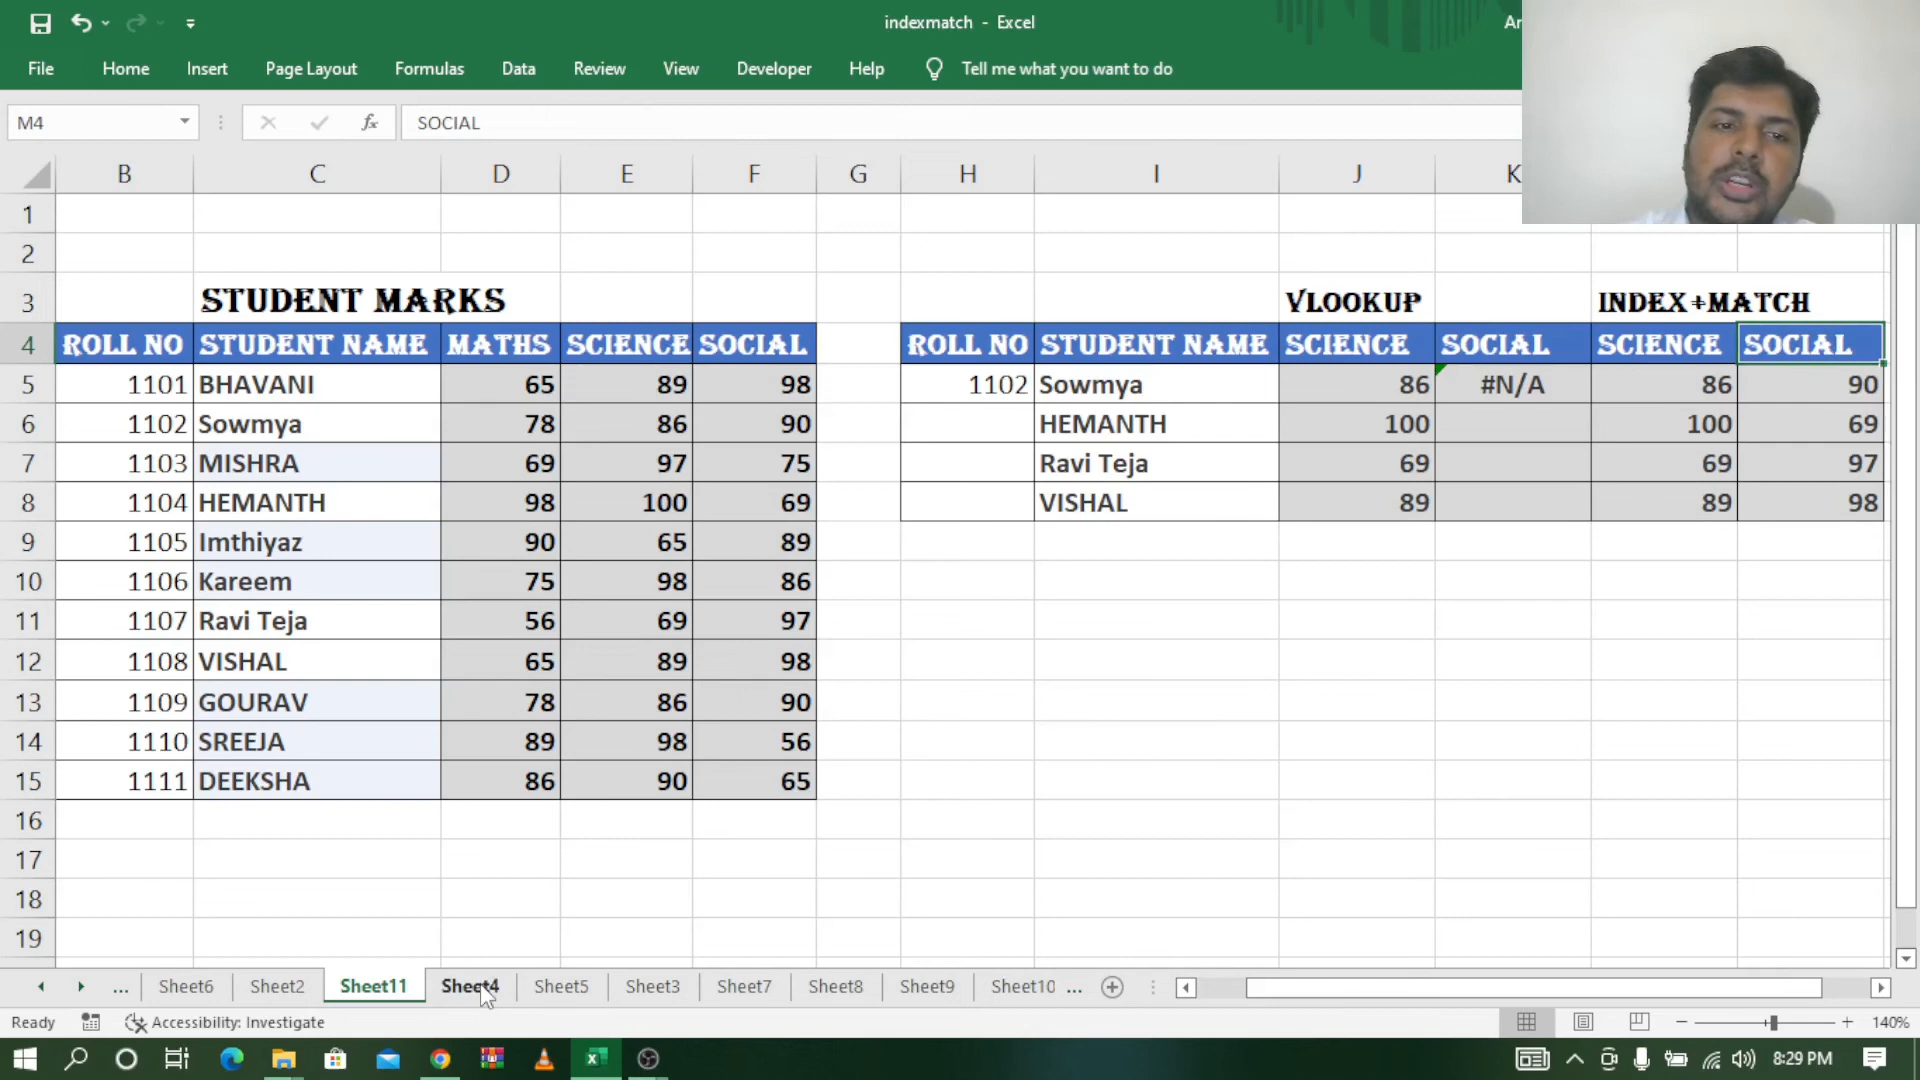 indexmatch - Excel
File Home Insert Page Layout Formulas Data Review View Developer Help Tell me what you want to do
M4 fx SOCIAL
B C D E F G H I J K
1
2
3 STUDENT MARKS VLOOKUP INDEX+MATCH
4 ROLL NO STUDENT NAME MATHS SCIENCE SOCIAL ROLL NO STUDENT NAME SCIENCE SOCIAL SCIENCE SOCIAL
5 1101 BHAVANI 65 89 98 1102 Sowmya 86 #N/A 86 90
6 1102 Sowmya 78 86 90 HEMANTH 100 100 69
7 1103 MISHRA 69 97 75 Ravi Teja 69 69 97
8 1104 HEMANTH 98 100 69 VISHAL 89 89 98
9 1105 Imthiyaz 90 65 89
10 1106 Kareem 75 98 86
11 1107 Ravi Teja 56 69 97
12 1108 VISHAL 65 89 98
13 1109 GOURAV 78 86 90
14 1110 SREEJA 89 98 56
15 1111 DEEKSHA 86 90 65
16
17
18
19
... Sheet6 Sheet2 Sheet11 Sheet4 Sheet5 Sheet3 Sheet7 Sheet8 Sheet9 Sheet10 ...
Ready Accessibility: Investigate 140%
8:29 PM